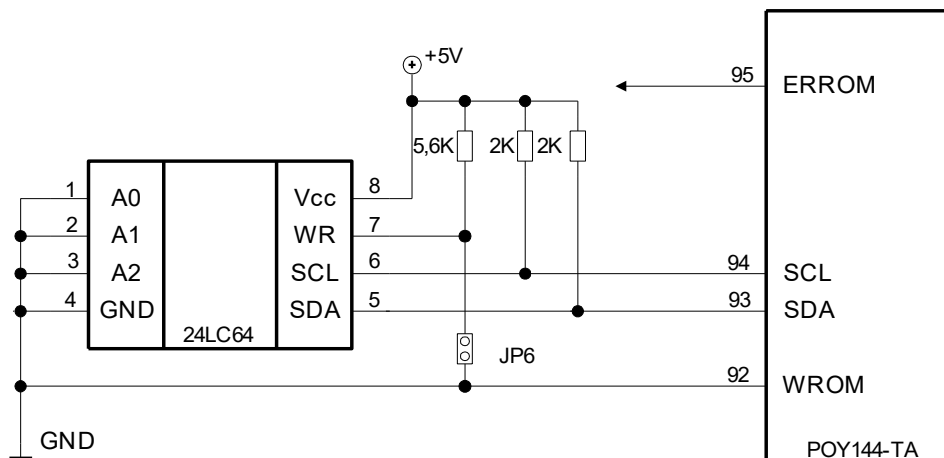 +5V
95 ERROM
5,6K 2K 2K
1 A0 Vcc 8
2 A1 WR 7
3 A2 SCL 6 94 SCL
4 GND SDA 5 93 SDA
24LC64
JP6
92 WROM
GND
POY144-TA